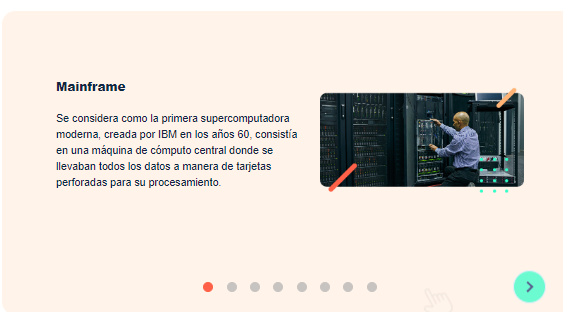 Mainframe
Se considera como la primera supercomputadora
moderna, creada por IBM en los años 60, consistía
en una máquina de cómputo central donde se
llevaban todos los datos a manera de tarjetas
perforadas para su procesamiento.